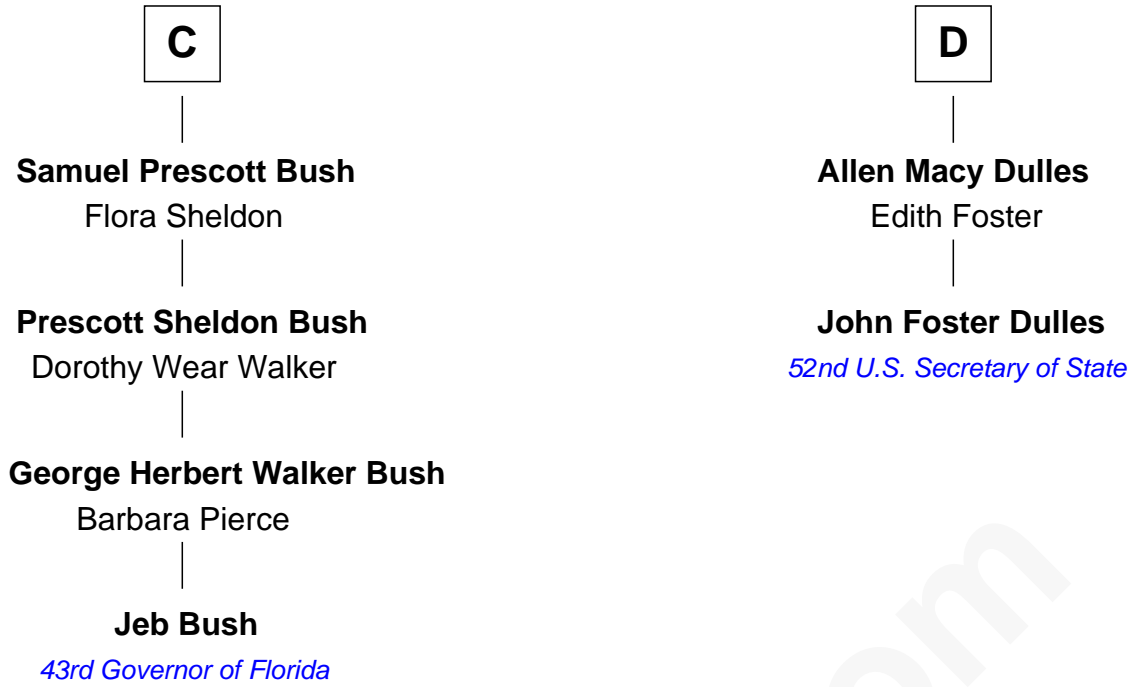 C
Samuel Prescott Bush
Flora Sheldon
Prescott Sheldon Bush
Dorothy Wear Walker
George Herbert Walker Bush
Barbara Pierce
Jeb Bush
43rd Governor of Florida
D
Allen Macy Dulles
Edith Foster
John Foster Dulles
52nd U.S. Secretary of State
om